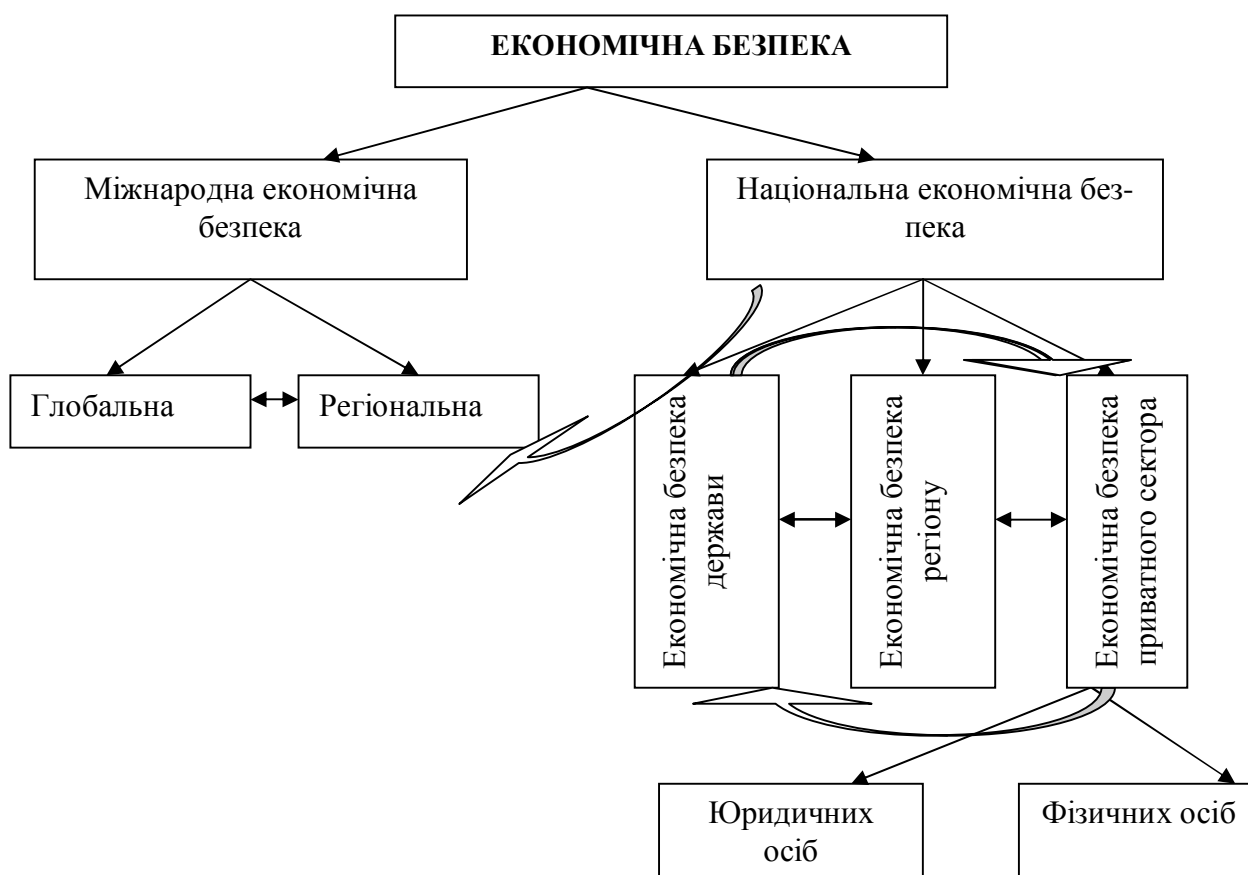 ЕКОНОМІЧНА БЕЗПЕКА
Міжнародна економічна
безпека
Національна економічна без-
пека
Глобальна
Регіональна
Економічна безпека
держави
Економічна безпека
регіону
Економічна безпека
приватного сектора
Юридичних
осіб
Фізичних осіб